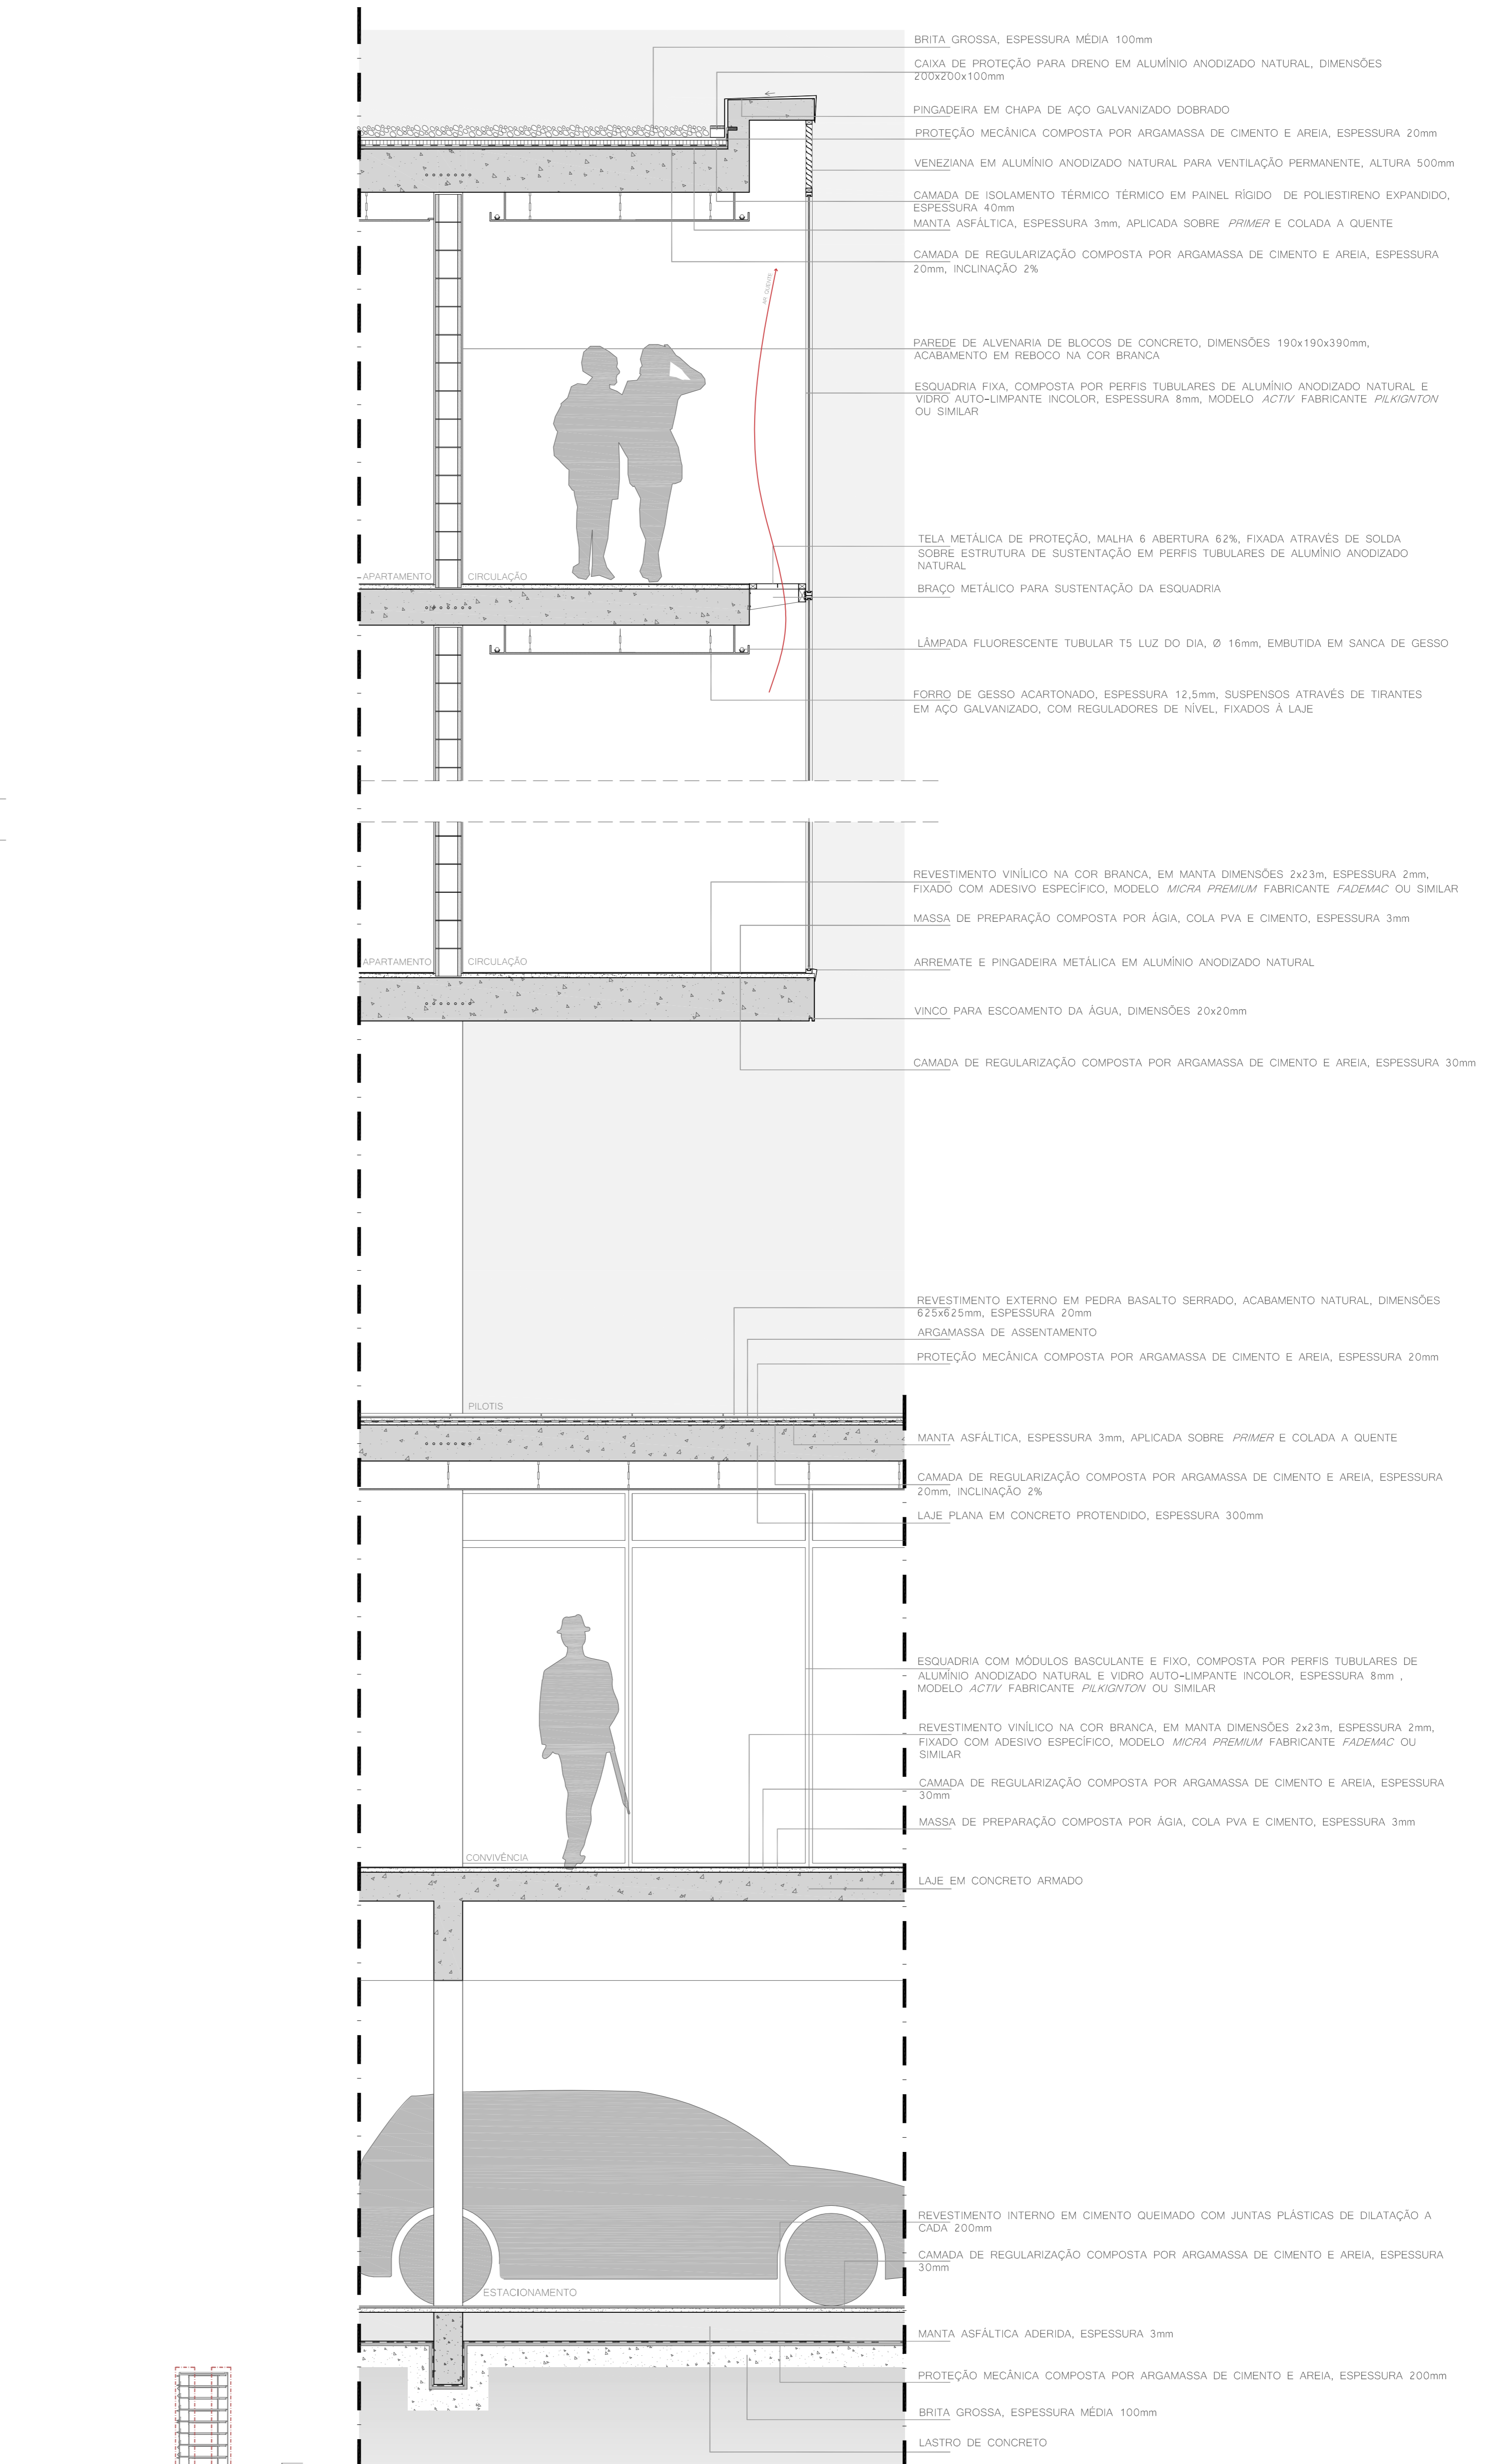 BRITA GROSSA, ESPESSURA MÉDIA 100mm
CAIXA DE PROTEÇÃO PARA DRENO EM ALUMÍNIO ANODIZADO NATURAL, DIMENSÕES
200x200x100mm
PINGADEIRA EM CHAPA DE AÇO GALVANIZADO DOBRADO
PROTEÇÃO MECÂNICA COMPOSTA POR ARGAMASSA DE CIMENTO E AREIA, ESPESSURA 20mm
VENEZIANA EM ALUMÍNIO ANODIZADO NATURAL PARA VENTILAÇÃO PERMANENTE, ALTURA 500mm
CAMADA DE ISOLAMENTO TÉRMICO TÉRMICO EM PAINEL RÍGIDO DE POLIESTIRENO EXPANDIDO,
ESPESSURA 40mm
MANTA ASFÁLTICA, ESPESSURA 3mm, APLICADA SOBRE PRIMER E COLADA A QUENTE
CAMADA DE REGULARIZAÇÃO COMPOSTA POR ARGAMASSA DE CIMENTO E AREIA, ESPESSURA
20mm, INCLINAÇÃO 2%
AR QUENTE
PAREDE DE ALVENARIA DE BLOCOS DE CONCRETO, DIMENSÕES 190x190x390mm,
ACABAMENTO EM REBOCO NA COR BRANCA
ESQUADRIA FIXA, COMPOSTA POR PERFIS TUBULARES DE ALUMÍNIO ANODIZADO NATURAL E
VIDRO AUTO-LIMPANTE INCOLOR, ESPESSURA 8mm, MODELO ACTIV FABRICANTE PILKIGNTON
OU SIMILAR
TELA METÁLICA DE PROTEÇÃO, MALHA 6 ABERTURA 62%, FIXADA ATRAVÉS DE SOLDA
SOBRE ESTRUTURA DE SUSTENTAÇÃO EM PERFIS TUBULARES DE ALUMÍNIO ANODIZADO
NATURAL
APARTAMENTO CIRCULAÇÃO
BRAÇO METÁLICO PARA SUSTENTAÇÃO DA ESQUADRIA
LÂMPADA FLUORESCENTE TUBULAR T5 LUZ DO DIA, Ø 16mm, EMBUTIDA EM SANCA DE GESSO
FORRO DE GESSO ACARTONADO, ESPESSURA 12,5mm, SUSPENSOS ATRAVÉS DE TIRANTES
EM AÇO GALVANIZADO, COM REGULADORES DE NÍVEL, FIXADOS À LAJE
REVESTIMENTO VINÍLICO NA COR BRANCA, EM MANTA DIMENSÕES 2x23m, ESPESSURA 2mm,
FIXADO COM ADESIVO ESPECÍFICO, MODELO MICRA PREMIUM FABRICANTE FADEMAC OU SIMILAR
MASSA DE PREPARAÇÃO COMPOSTA POR ÁGIA, COLA PVA E CIMENTO, ESPESSURA 3mm
APARTAMENTO CIRCULAÇÃO
ARREMATE E PINGADEIRA METÁLICA EM ALUMÍNIO ANODIZADO NATURAL
VINCO PARA ESCOAMENTO DA ÁGUA, DIMENSÕES 20x20mm
CAMADA DE REGULARIZAÇÃO COMPOSTA POR ARGAMASSA DE CIMENTO E AREIA, ESPESSURA 30mm
REVESTIMENTO EXTERNO EM PEDRA BASALTO SERRADO, ACABAMENTO NATURAL, DIMENSÕES
625x625mm, ESPESSURA 20mm
ARGAMASSA DE ASSENTAMENTO
PROTEÇÃO MECÂNICA COMPOSTA POR ARGAMASSA DE CIMENTO E AREIA, ESPESSURA 20mm
PILOTIS
MANTA ASFÁLTICA, ESPESSURA 3mm, APLICADA SOBRE PRIMER E COLADA A QUENTE
CAMADA DE REGULARIZAÇÃO COMPOSTA POR ARGAMASSA DE CIMENTO E AREIA, ESPESSURA
20mm, INCLINAÇÃO 2%
LAJE PLANA EM CONCRETO PROTENDIDO, ESPESSURA 300mm
ESQUADRIA COM MÓDULOS BASCULANTE E FIXO, COMPOSTA POR PERFIS TUBULARES DE
ALUMÍNIO ANODIZADO NATURAL E VIDRO AUTO-LIMPANTE INCOLOR, ESPESSURA 8mm ,
MODELO ACTIV FABRICANTE PILKIGNTON OU SIMILAR
REVESTIMENTO VINÍLICO NA COR BRANCA, EM MANTA DIMENSÕES 2x23m, ESPESSURA 2mm,
FIXADO COM ADESIVO ESPECÍFICO, MODELO MICRA PREMIUM FABRICANTE FADEMAC OU
SIMILAR
CAMADA DE REGULARIZAÇÃO COMPOSTA POR ARGAMASSA DE CIMENTO E AREIA, ESPESSURA
30mm
MASSA DE PREPARAÇÃO COMPOSTA POR ÁGIA, COLA PVA E CIMENTO, ESPESSURA 3mm
CONVIVÊNCIA
LAJE EM CONCRETO ARMADO
REVESTIMENTO INTERNO EM CIMENTO QUEIMADO COM JUNTAS PLÁSTICAS DE DILATAÇÃO A
CADA 200mm
CAMADA DE REGULARIZAÇÃO COMPOSTA POR ARGAMASSA DE CIMENTO E AREIA, ESPESSURA
30mm
ESTACIONAMENTO
MANTA ASFÁLTICA ADERIDA, ESPESSURA 3mm
PROTEÇÃO MECÂNICA COMPOSTA POR ARGAMASSA DE CIMENTO E AREIA, ESPESSURA 200mm
BRITA GROSSA, ESPESSURA MÉDIA 100mm
LASTRO DE CONCRETO